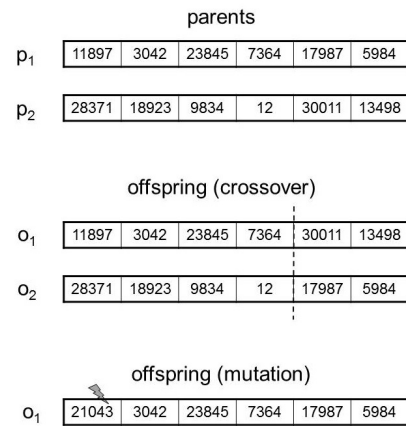 parents
p1 11897 3042 23845 7364 17987 5984
p2 28371 18923 9834 12 30011 13498
offspring (crossover)
o1 11897 3042 23845 7364 30011 13498
o2 28371 18923 9834 12 17987 5984
offspring (mutation)
o1 21043 3042 23845 7364 17987 5984